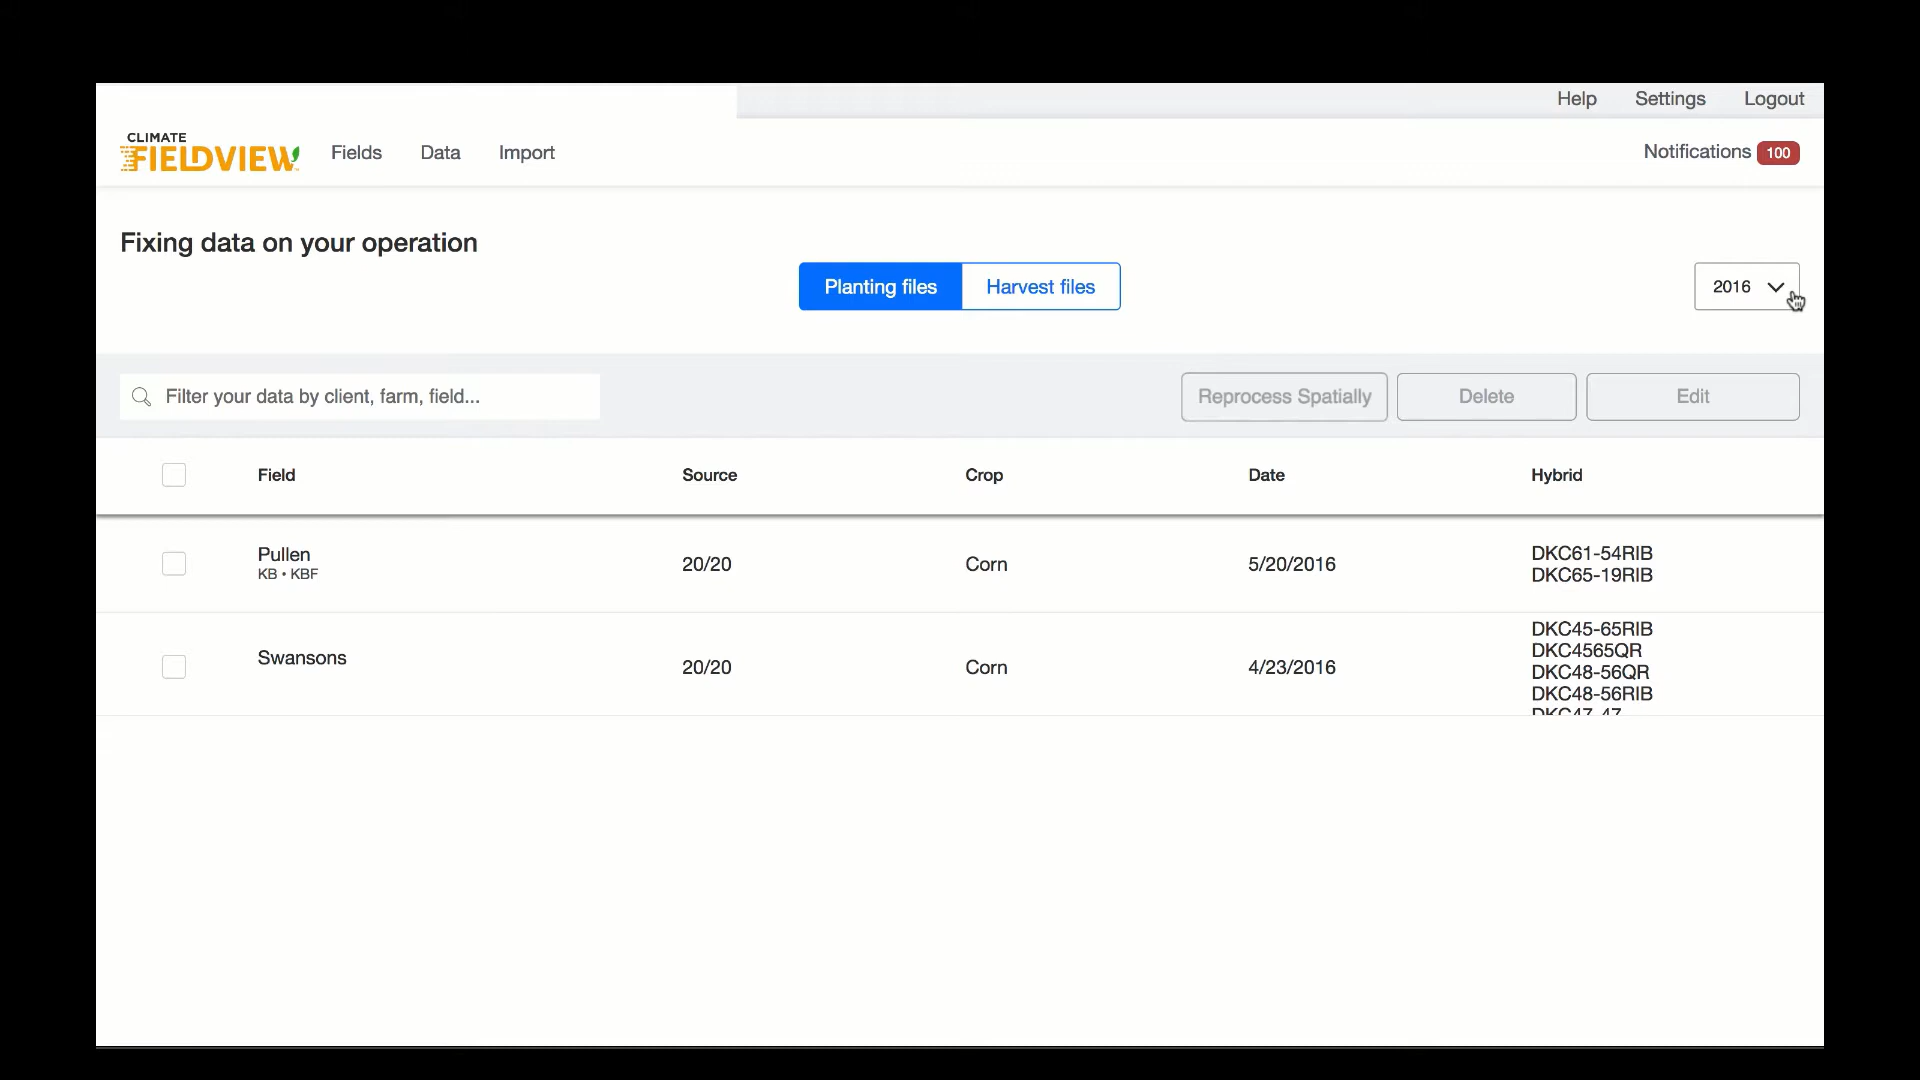 Help Settings Logout
CLIMATE
FIELDVIEW
Fields Data Import
Notifications 100
Fixing data on your operation
Planting files Harvest files
2016
Filter your data by client, farm, field...
Reprocess Spatially Delete Edit
Field Source Crop Date Hybrid
Pullen
KB • KBF
20/20 Corn 5/20/2016
DKC61-54RIB
DKC65-19RIB
Swansons 20/20 Corn 4/23/2016
DKC45-65RIB
DKC4565QR
DKC48-56QR
DKC48-56RIB